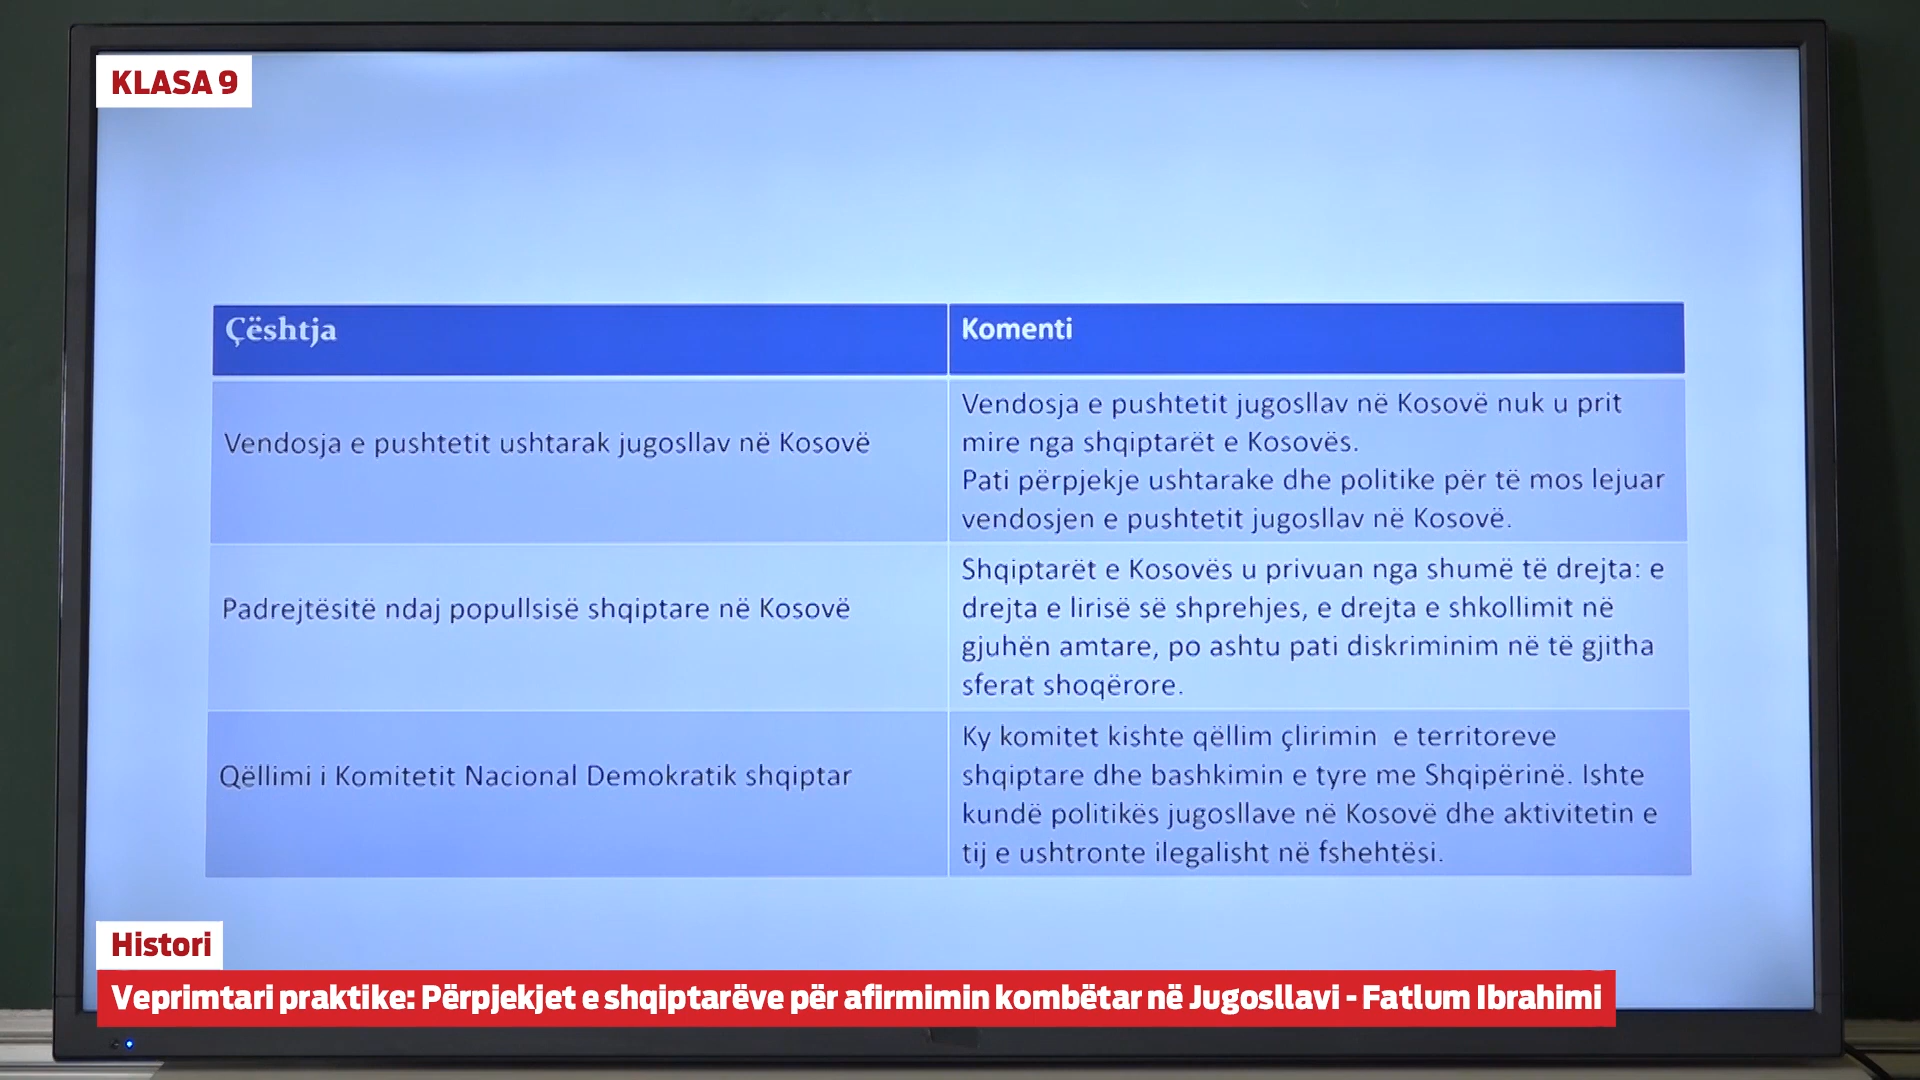 KLASA 9
Çështja
Komenti
Vendosja e pushtetit ushtarak jugosllav në Kosovë
Vendosja e pushtetit jugosllav në Kosovë nuk u prit
mire nga shqiptarët e Kosovës.
Pati përpjekje ushtarake dhe politike për të mos lejuar
vendosjen e pushtetit jugosllav në Kosovë.
Padrejtësitë ndaj popullsisë shqiptare në Kosovë
Shqiptarët e Kosovës u privuan nga shumë të drejta: e
drejta e lirisë së shprehjes, e drejta e shkollimit në
gjuhën amtare, po ashtu pati diskriminim në të gjitha
sferat shoqërore.
Qëllimi i Komitetit Nacional Demokratik shqiptar
Ky komitet kishte qëllim çlirimin e territoreve
shqiptare dhe bashkimin e tyre me Shqipërinë. Ishte
kundë politikës jugosllave në Kosovë dhe aktivitetin e
tij e ushtronte ilegalisht në fshehtësi.
Histori
Veprimtari praktike: Përpjekjet e shqiptarëve për afirmimin kombëtar në Jugosllavi - Fatlum Ibrahimi